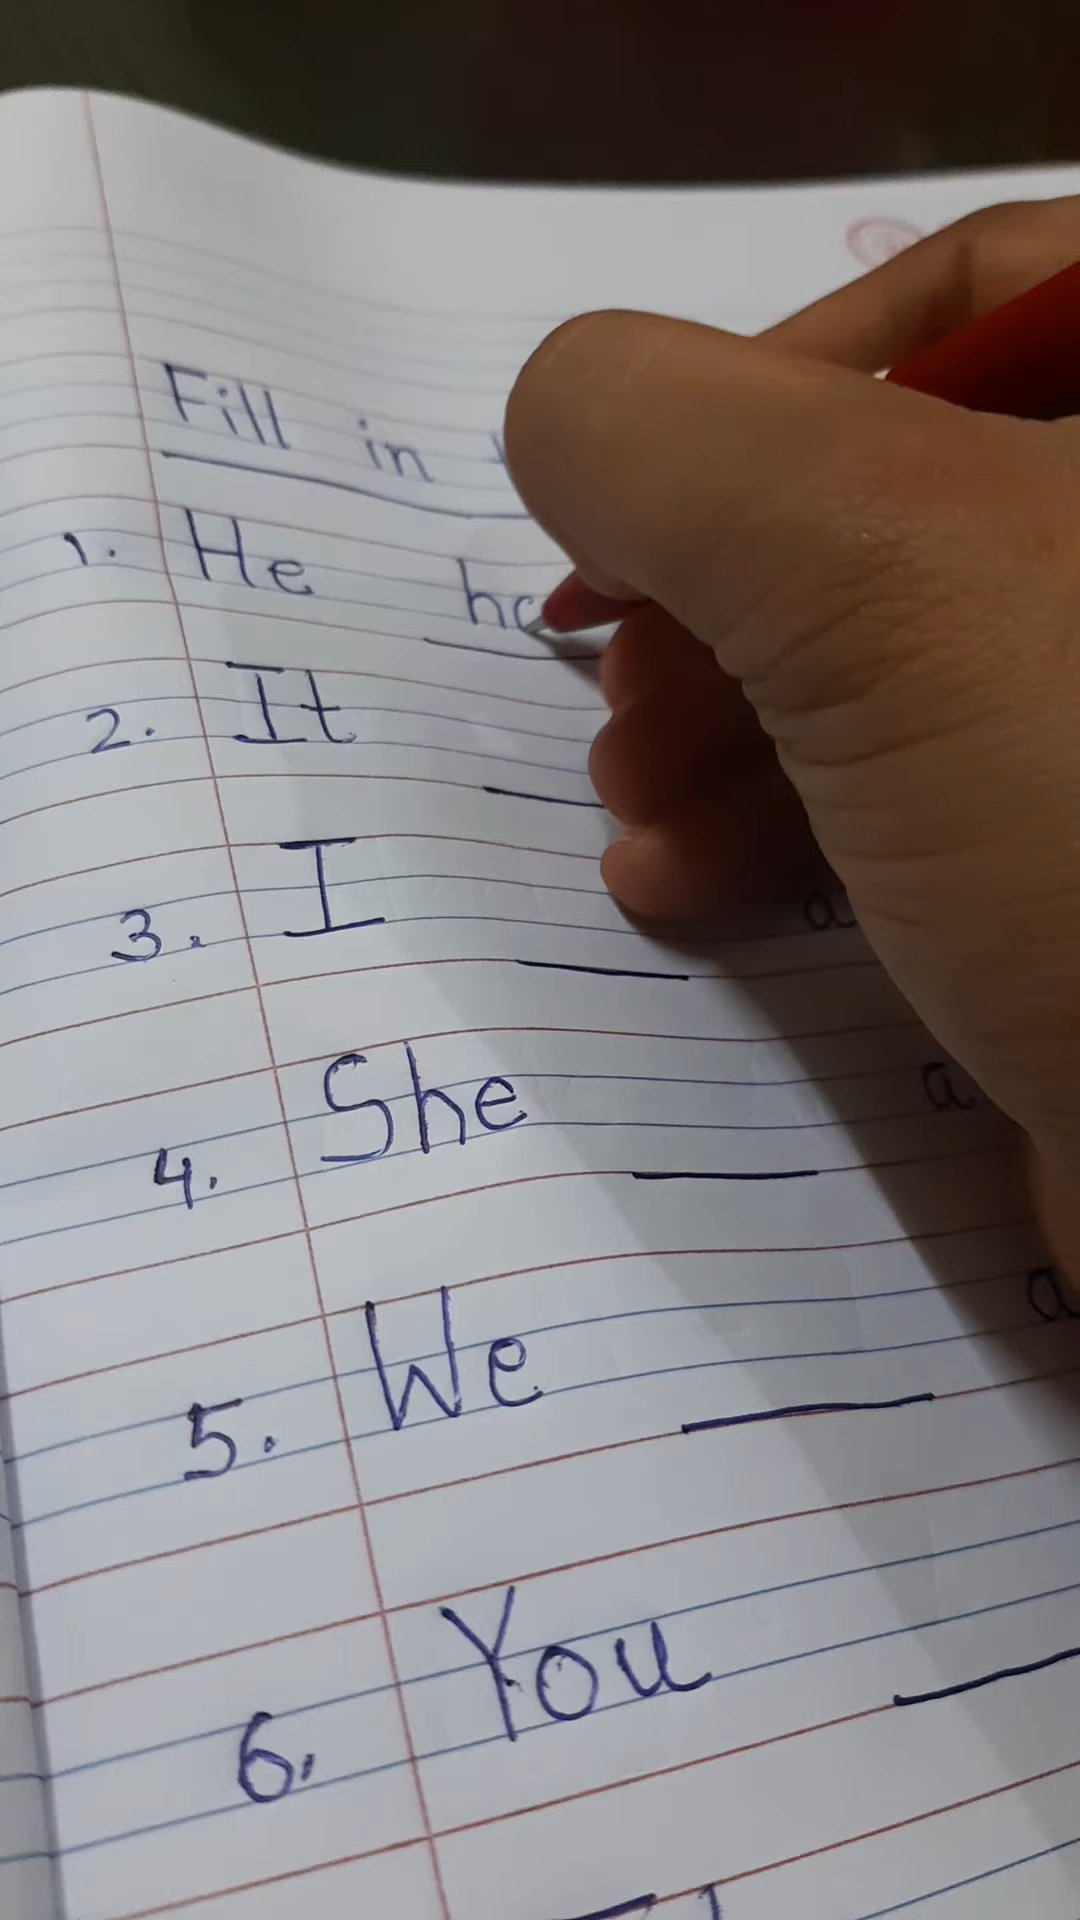 Fill in
1. He ha
2. It
3. I a
4. She a
5. We a
6. You